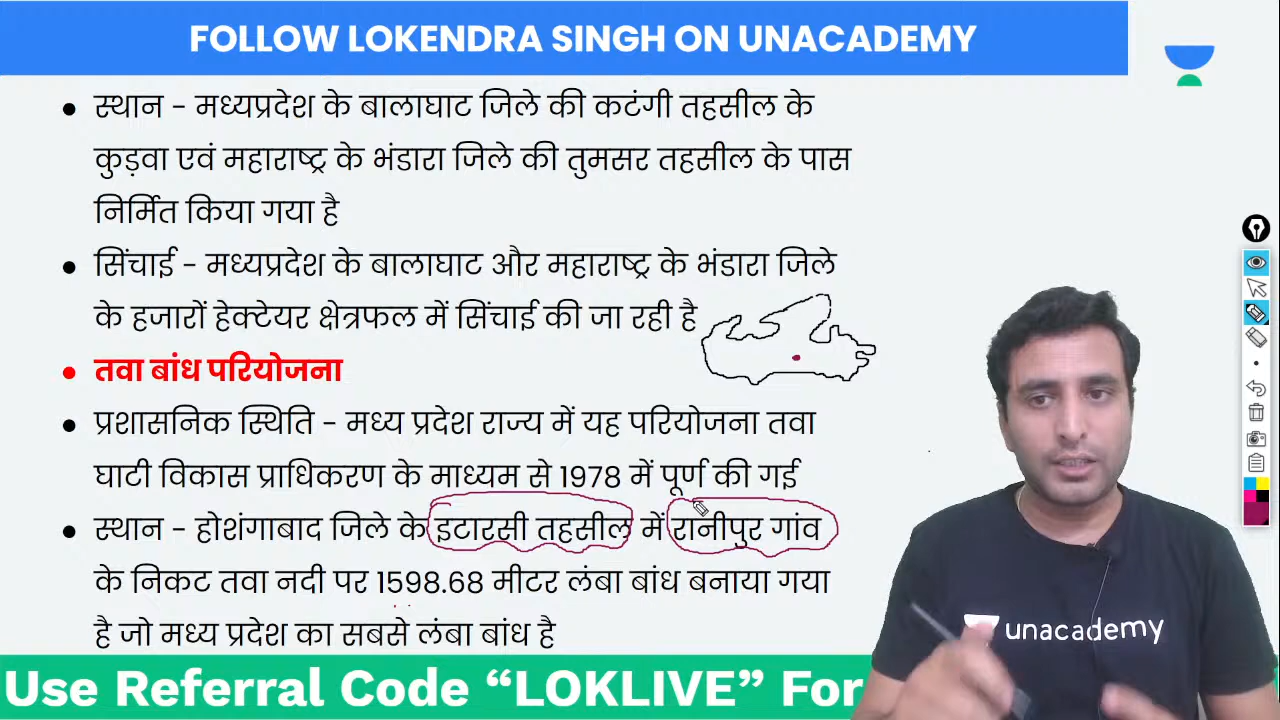 FOLLOW LOKENDRA SINGH ON UNACADEMY
• स्थान - मध्यप्रदेश के बालाघाट जिले की कटंगी तहसील के
कुड़वा एवं महाराष्ट्र के भंडारा जिले की तुमसर तहसील के पास
निर्मित किया गया है
• सिंचाई - मध्यप्रदेश के बालाघाट और महाराष्ट्र के भंडारा जिले
के हजारों हेक्टेयर क्षेत्रफल में सिंचाई की जा रही है
• तवा बांध परियोजना
• प्रशासनिक स्थिति - मध्य प्रदेश राज्य में यह परियोजना तवा
घाटी विकास प्राधिकरण के माध्यम से 1978 में पूर्ण की गई
• स्थान - होशंगाबाद जिले के इटारसी तहसील में रानीपुर गांव
के निकट तवा नदी पर 1598.68 मीटर लंबा बांध बनाया गया
है जो मध्य प्रदेश का सबसे लंबा बांध है
unacademy
Use Referral Code “LOKLIVE” For